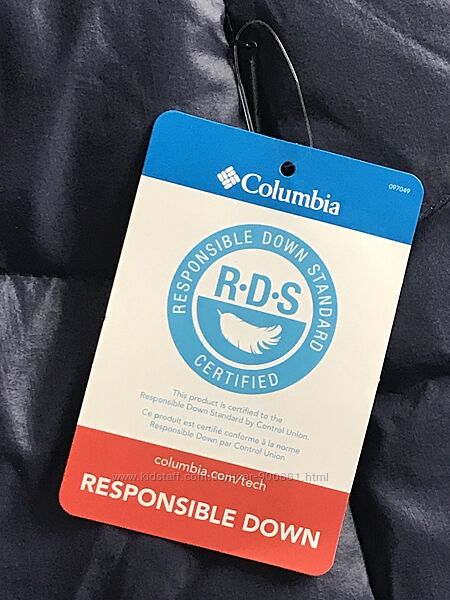 Columbia
097049
RESPONSIBLE DOWN STANDARD
R·D·S
CERTIFIED
This product is certified to the
Responsible Down Standard by Control Union.
Ce produit est certifié conforme à la norme
Responsible Down par Control Union
columbia.com/tech
RESPONSIBLE DOWN